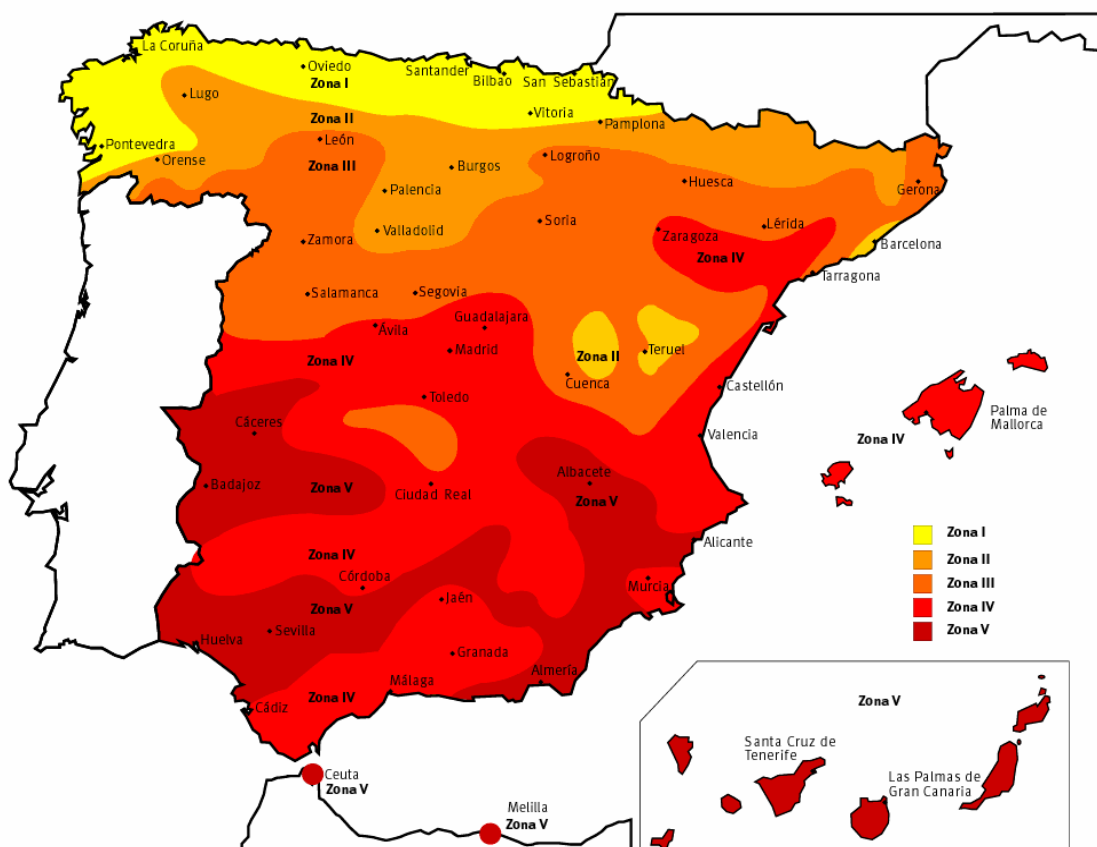 La Coruña
Oviedo
Santander
Bilbao
San Sebastián
Zona I
Lugo
Vitoria
Zona II
Pamplona
León
Pontevedra
Orense
Zona III
Burgos
Logroño
Huesca
Gerona
Palencia
Soria
Lérida
Valladolid
Zaragoza
Zamora
Barcelona
Zona IV
Tarragona
Salamanca
Segovia
Guadalajara
Ávila
Madrid
Zona IV
Zona II
Teruel
Cuenca
Castellón
Toledo
Palma de
Mallorca
Cáceres
Valencia
Zona IV
Albacete
Badajoz
Zona V
Ciudad Real
Zona V
Alicante
Zona IV
Córdoba
Murcia
Jaén
Zona V
Sevilla
Huelva
Granada
Almería
Málaga
Zona IV
Cádiz
Ceuta
Zona V
Melilla
Zona V
Zona I
Zona II
Zona III
Zona IV
Zona V
Zona V
Santa Cruz de
Tenerife
Las Palmas de
Gran Canaria